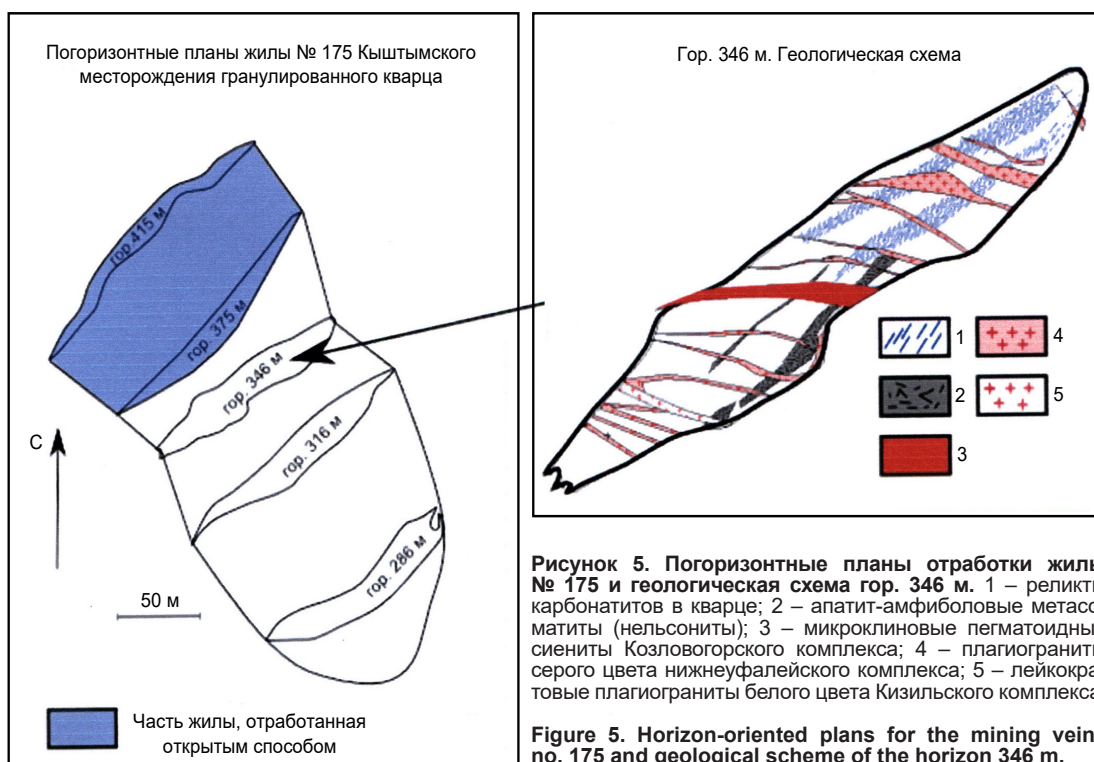 Погоризонтные планы жилы № 175 Кыштымского
месторождения гранулированного кварца
гор. 415 м
гор. 375 м
гор. 346 м
гор. 316 м
гор. 286 м
С
50 м
Часть жилы, отработанная
открытым способом
Гор. 346 м. Геологическая схема
1
4
2
5
3
Рисунок 5. Погоризонтные планы отработки жилы
№ 175 и геологическая схема гор. 346 м. 1 – реликты
карбонатитов в кварце; 2 – апатит-амфиболовые метасо-
матиты (нельсониты); 3 – микроклиновые пегматоидные
сиениты Козловогорского комплекса; 4 – плагиограниты
серого цвета нижнеуфалейского комплекса; 5 – лейкокра-
товые плагиограниты белого цвета Кизильского комплекса
Figure 5. Horizon-oriented plans for the mining vein
no. 175 and geological scheme of the horizon 346 m.